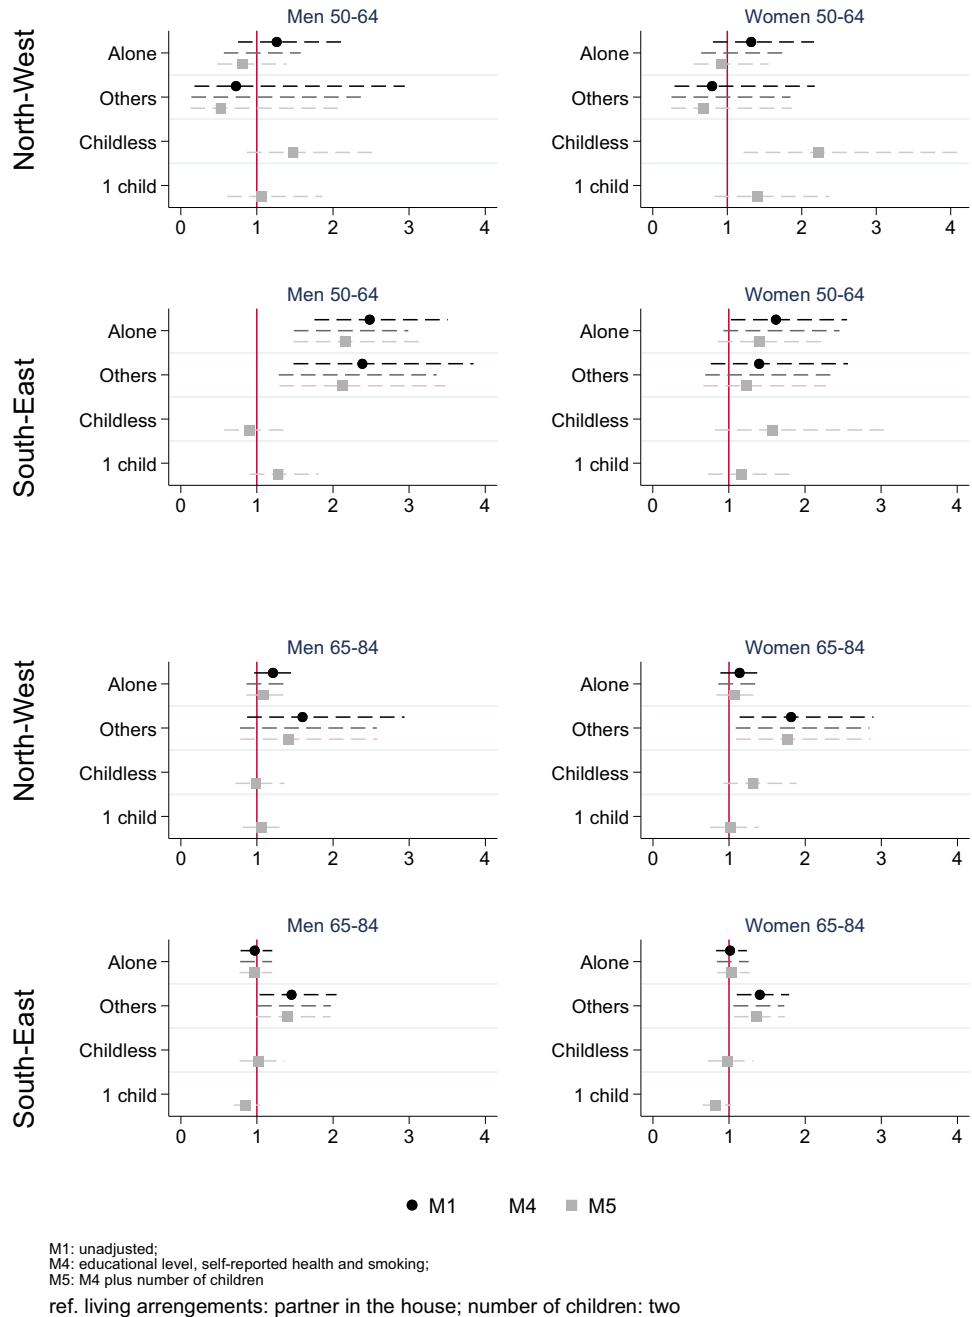 Men 50-64
Women 50-64
North-West
Alone
Others
Childless
1 child
0 1 2 3 4
Alone
Others
Childless
1 child
0 1 2 3 4
Men 50-64
Women 50-64
South-East
Alone
Others
Childless
1 child
0 1 2 3 4
Alone
Others
Childless
1 child
0 1 2 3 4
Men 65-84
Women 65-84
North-West
Alone
Others
Childless
1 child
0 1 2 3 4
Alone
Others
Childless
1 child
0 1 2 3 4
Men 65-84
Women 65-84
South-East
Alone
Others
Childless
1 child
0 1 2 3 4
Alone
Others
Childless
1 child
0 1 2 3 4
M1 M4 M5
M1: unadjusted;
M4: educational level, self-reported health and smoking;
M5: M4 plus number of children
ref. living arrengements: partner in the house; number of children: two